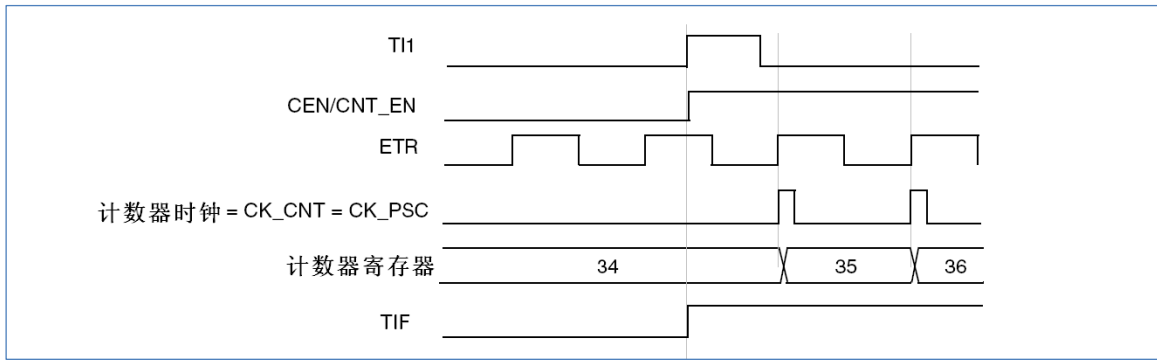 TI1
CEN/CNT_EN
ETR
计数器时钟 = CK_CNT = CK_PSC
计数器寄存器 34 35 36
TIF